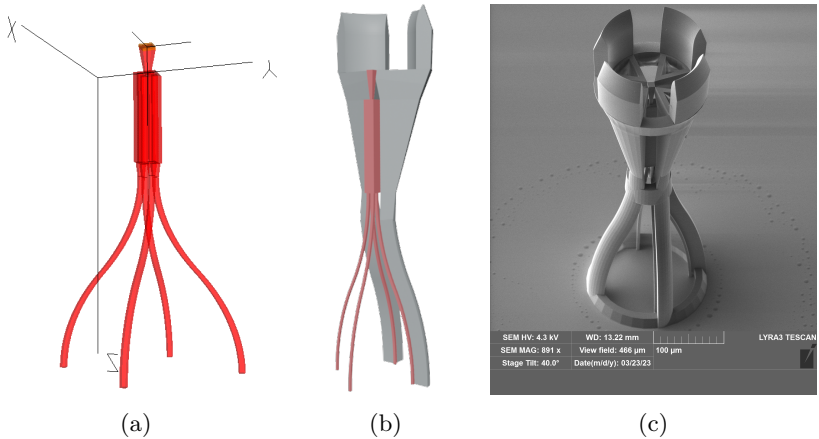 X
Y
Z
SEM HV: 4.3 kV WD: 13.22 mm LYRA3 TESCAN
SEM MAG: 891 x View field: 466 µm 100 µm
Stage Tilt: 40.0° Date(m/d/y): 03/23/23
(a) (b) (c)